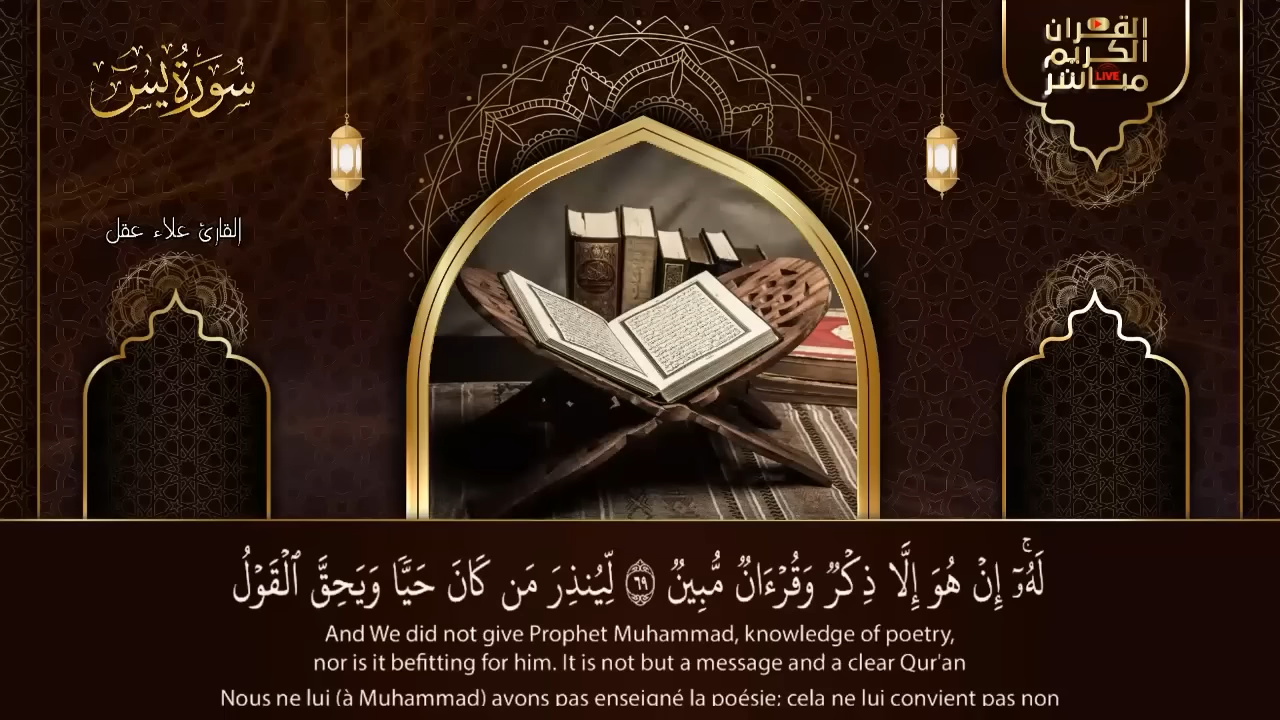 سُورَةُ يسٓ
القرآن
الكريم
مباشر
LIVE
القارئ علاء عقل
لَهُۥٓۚ إِنْ هُوَ إِلَّا ذِكْرٌ وَقُرْءَانٌ مُّبِينٌ ٦٩ لِّيُنذِرَ مَن كَانَ حَيًّا وَيَحِقَّ ٱلْقَوْلُ
And We did not give Prophet Muhammad, knowledge of poetry,
nor is it befitting for him. It is not but a message and a clear Qur'an
Nous ne lui (à Muhammad) avons pas enseigné la poésie; cela ne lui convient pas non